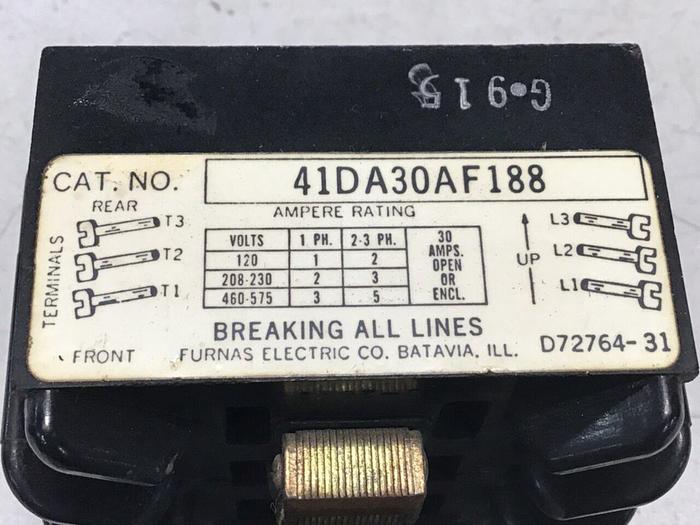 G•915
CAT. NO. 41DA30AF188
REAR
AMPERE RATING
TERMINALS
T3
T2
T1
VOLTS 1 PH. 2-3 PH.
120 1 2
208-230 2 3
460-575 3 5
30
AMPS.
OPEN
OR
ENCL.
UP
L3
L2
L1
BREAKING ALL LINES
FRONT FURNAS ELECTRIC CO. BATAVIA, ILL. D72764-31